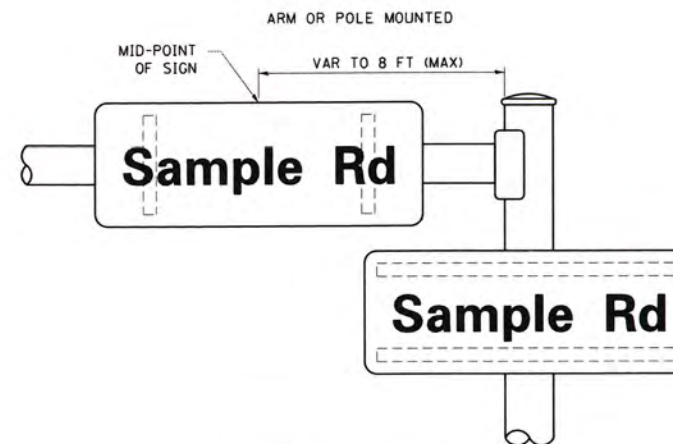 ARM OR POLE MOUNTED
MID-POINT
OF SIGN
VAR TO 8 FT (MAX)
Sample Rd
Sample Rd